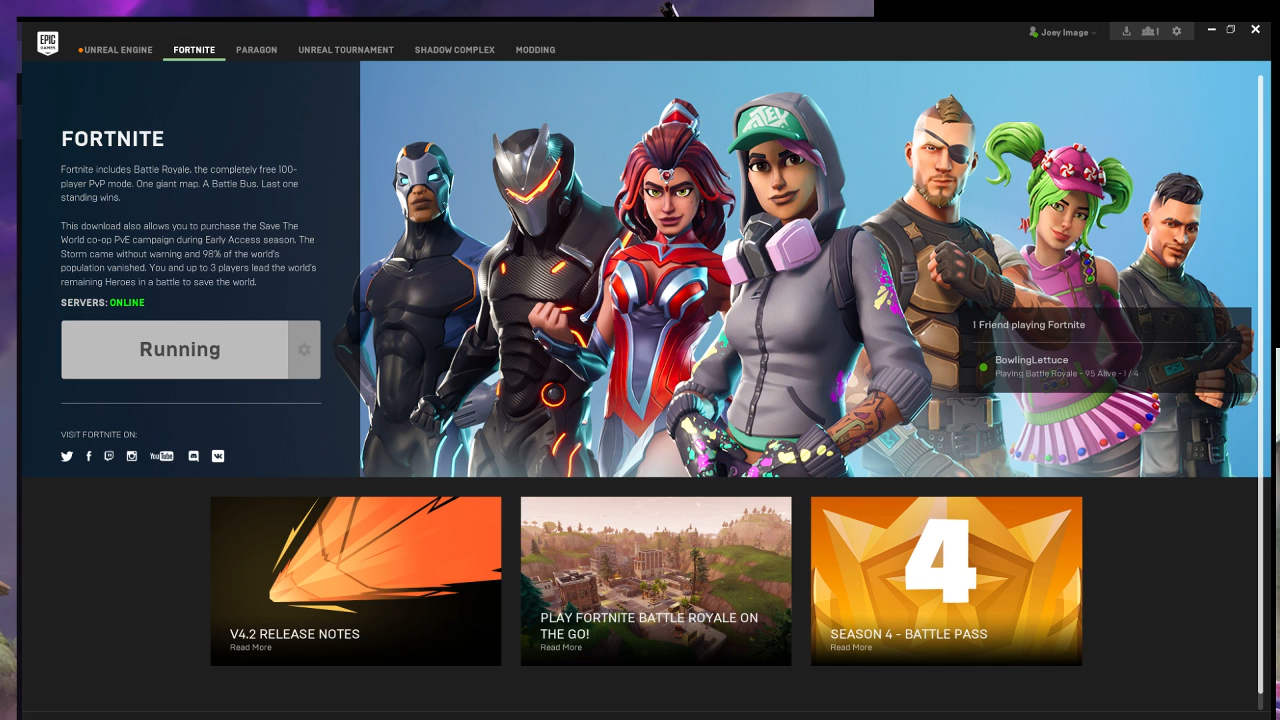 EPIC
GAMES
UNREAL ENGINE
FORTNITE
PARAGON
UNREAL TOURNAMENT
SHADOW COMPLEX
MODDING
Joey Image
1
FORTNITE
Fortnite includes Battle Royale, the completely free 100-
player PvP mode. One giant map. A Battle Bus. Last one
standing wins.
This download also allows you to purchase the Save The
World co-op PvE campaign during Early Access season. The
Storm came without warning and 98% of the world's
population vanished. You and up to 3 players lead the world's
remaining Heroes in a battle to save the world.
SERVERS: ONLINE
Running
VISIT FORTNITE ON:
YouTube
1 Friend playing Fortnite
BowlingLettuce
Playing Battle Royale - 95 Alive - 1 / 4
V4.2 RELEASE NOTES
Read More
PLAY FORTNITE BATTLE ROYALE ON
THE GO!
Read More
4
SEASON 4 - BATTLE PASS
Read More